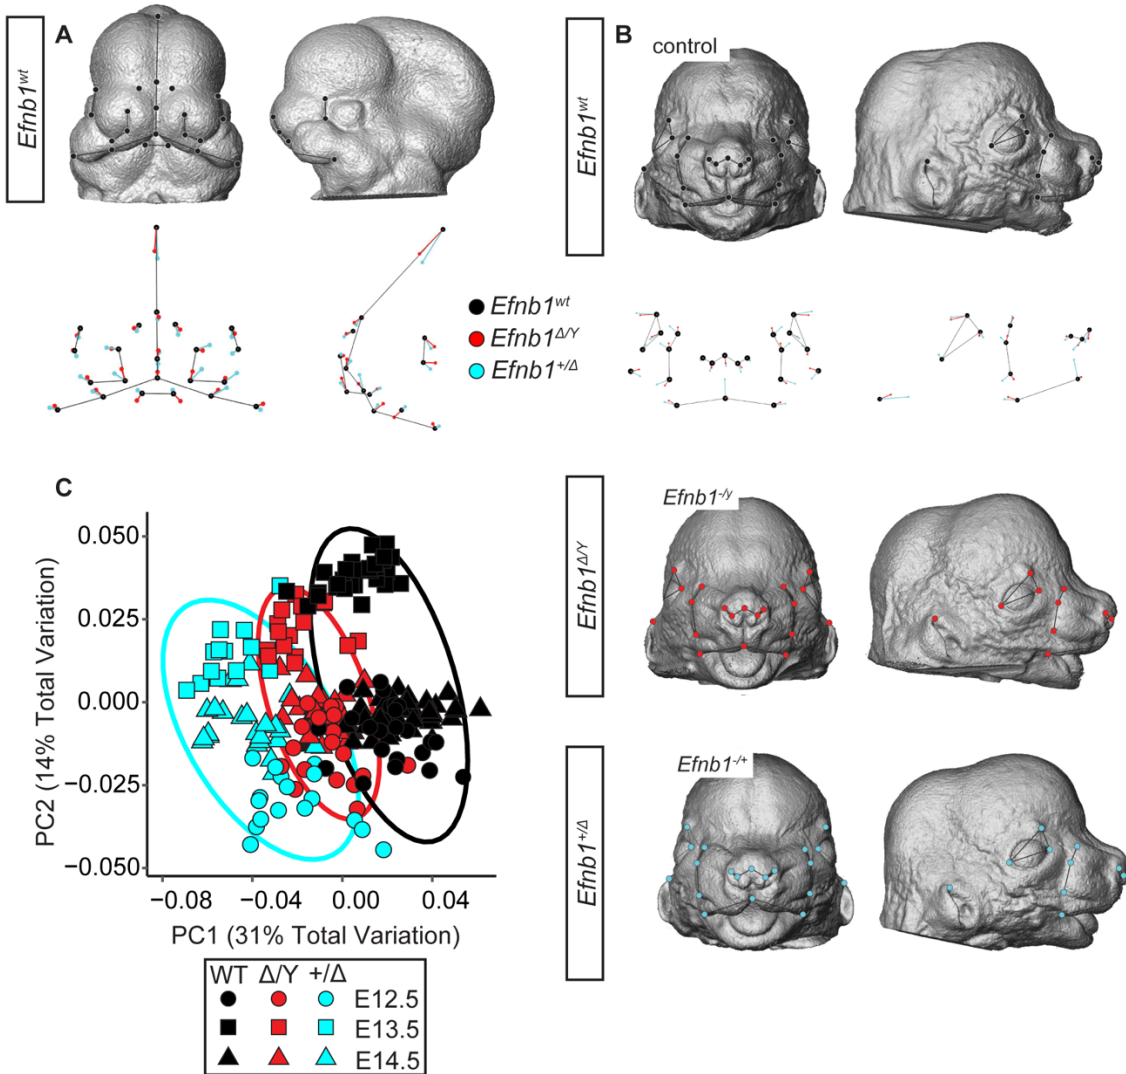 A
Efnb1wt
B
control
Efnb1wt
Efnb1wt
Efnb1Δ/Y
Efnb1+/Δ
C
0.050
0.025
0.000
−0.025
−0.050
PC2 (14% Total Variation)
−0.08 −0.04 0.00 0.04
PC1 (31% Total Variation)
WT Δ/Y +/Δ
E12.5
E13.5
E14.5
Efnb1-/y
Efnb1Δ/Y
Efnb1-/+
Efnb1+/Δ